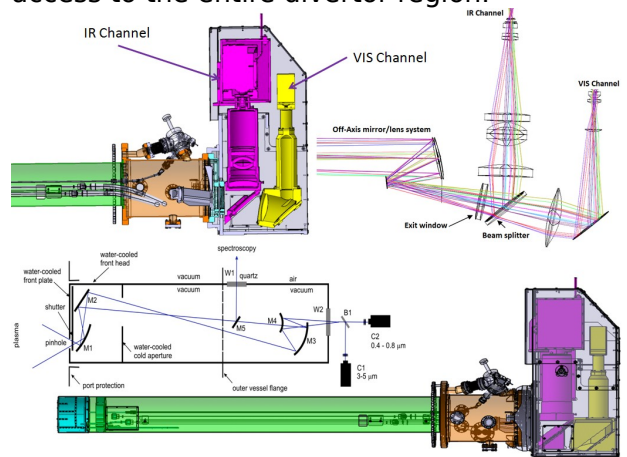 access to the entire divertor region.
IR Channel
VIS Channel
IR Channel
VIS Channel
Off-Axis mirror/lens system
Exit window
Beam splitter
spectroscopy
water-cooled
front head
water-cooled
front plate
shutter
pinhole
plasma
vacuum
vacuum
W1
quartz
air
vacuum
M2
M1
M5
M4
M3
W2
B1
C2
0.4 - 0.8 μm
C1
3-5 μm
water-cooled
cold aperture
port protection
outer vessel flange